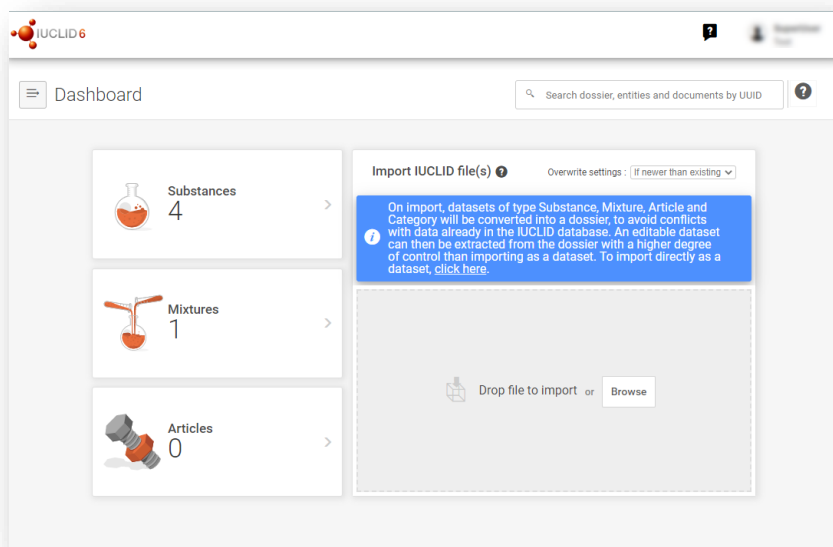 IUCLID 6
Dashboard
Search dossier, entities and documents by UUID
Substances
4
Mixtures
1
Articles
0
Import IUCLID file(s)
Overwrite settings : If newer than existing
On import, datasets of type Substance, Mixture, Article and
Category will be converted into a dossier, to avoid conflicts
with data already in the IUCLID database. An editable dataset
can then be extracted from the dossier with a higher degree
of control than importing as a dataset. To import directly as a
dataset, click here.
Drop file to import or Browse